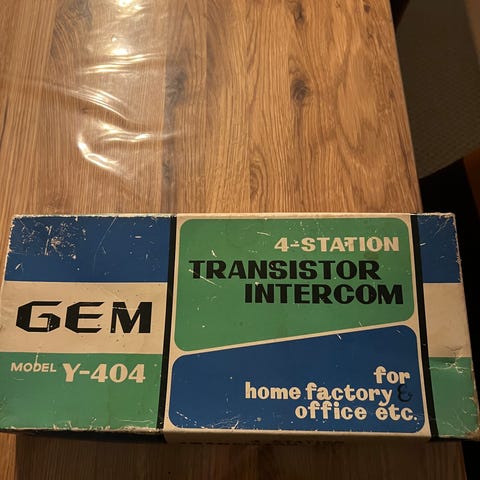 GEM
MODEL Y-404
4-STATION
TRANSISTOR
INTERCOM
for
home factory &
office etc.